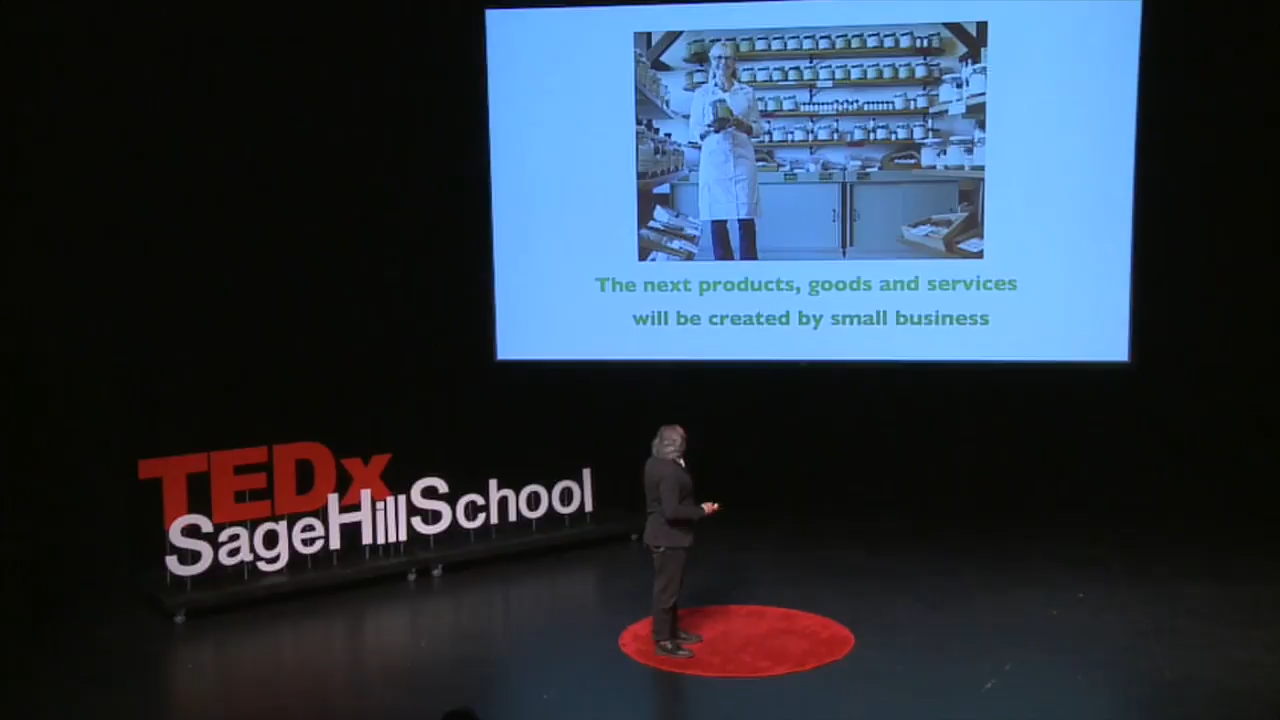 The next products, goods and services
will be created by small business
TEDx
SageHillSchool